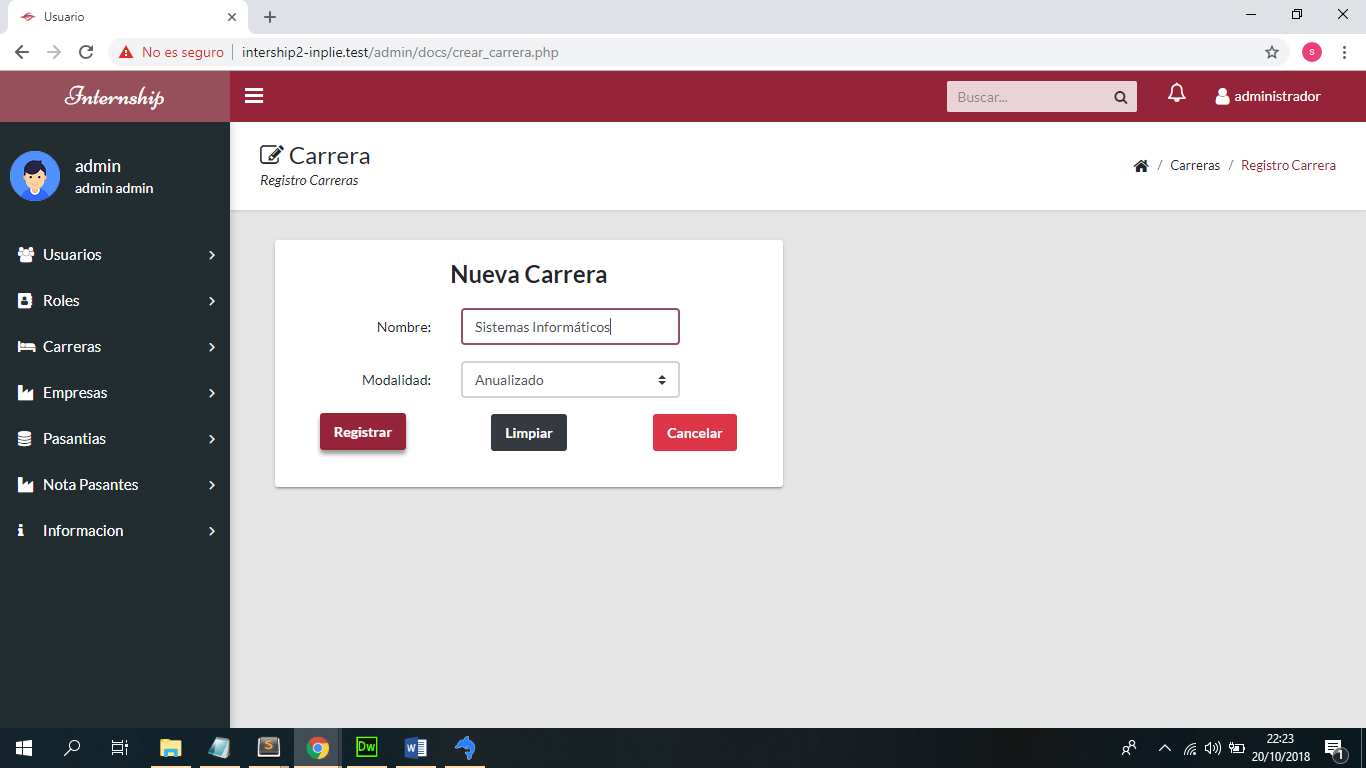 Usuario
No es seguro intership2-inplie.test/admin/docs/crear_carrera.php
s
Internship
Buscar...
administrador
admin
admin admin
Carrera
Registro Carreras
/ Carreras / Registro Carrera
Usuarios
Roles
Carreras
Empresas
Pasantias
Nota Pasantes
Informacion
Nueva Carrera
Nombre: Sistemas Informáticos
Modalidad: Anualizado
Registrar Limpiar Cancelar
S
Dw
W
22:23
20/10/2018
1